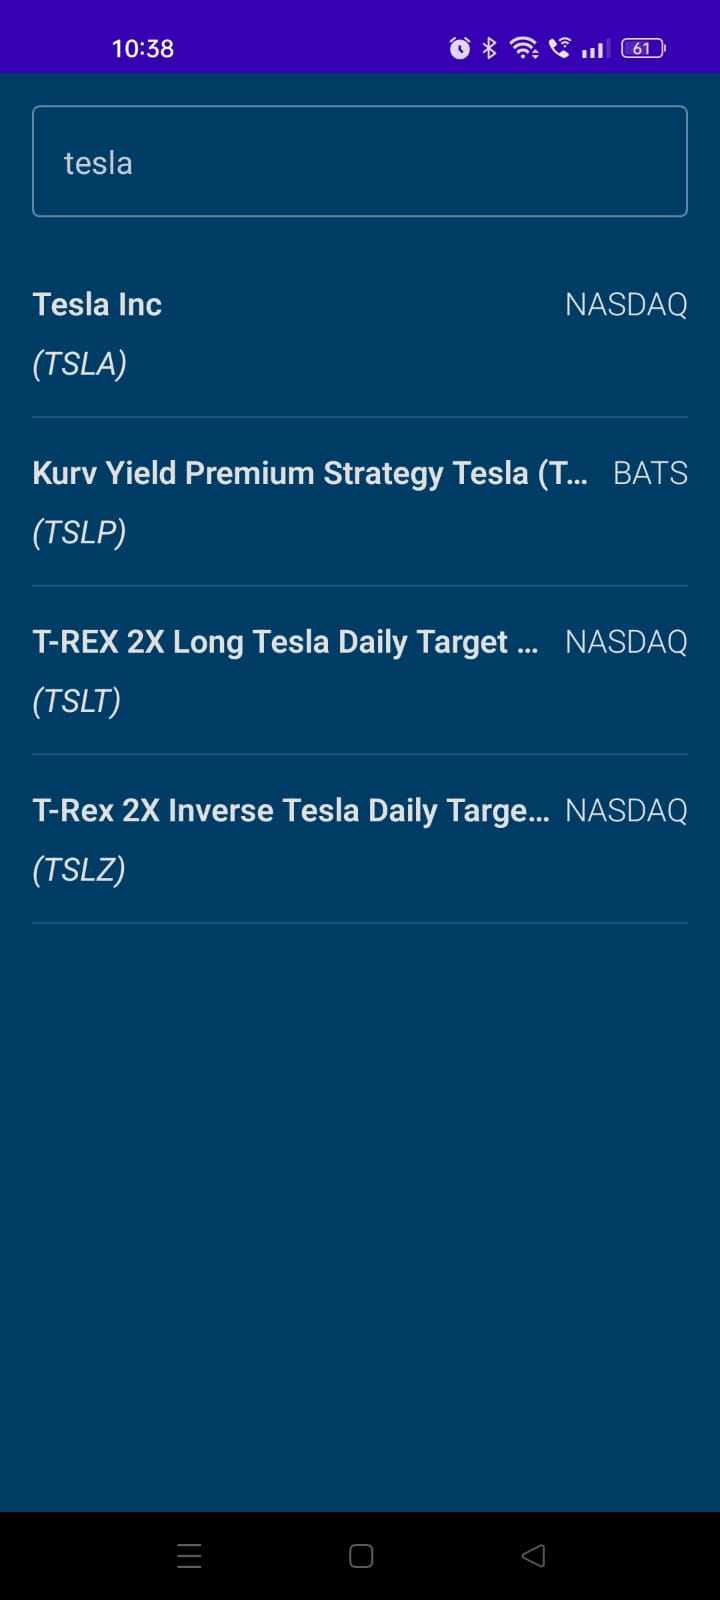 10:38
61
tesla
Tesla Inc
NASDAQ
(TSLA)
Kurv Yield Premium Strategy Tesla (T...
BATS
(TSLP)
T-REX 2X Long Tesla Daily Target ...
NASDAQ
(TSLT)
T-Rex 2X Inverse Tesla Daily Targe...
NASDAQ
(TSLZ)